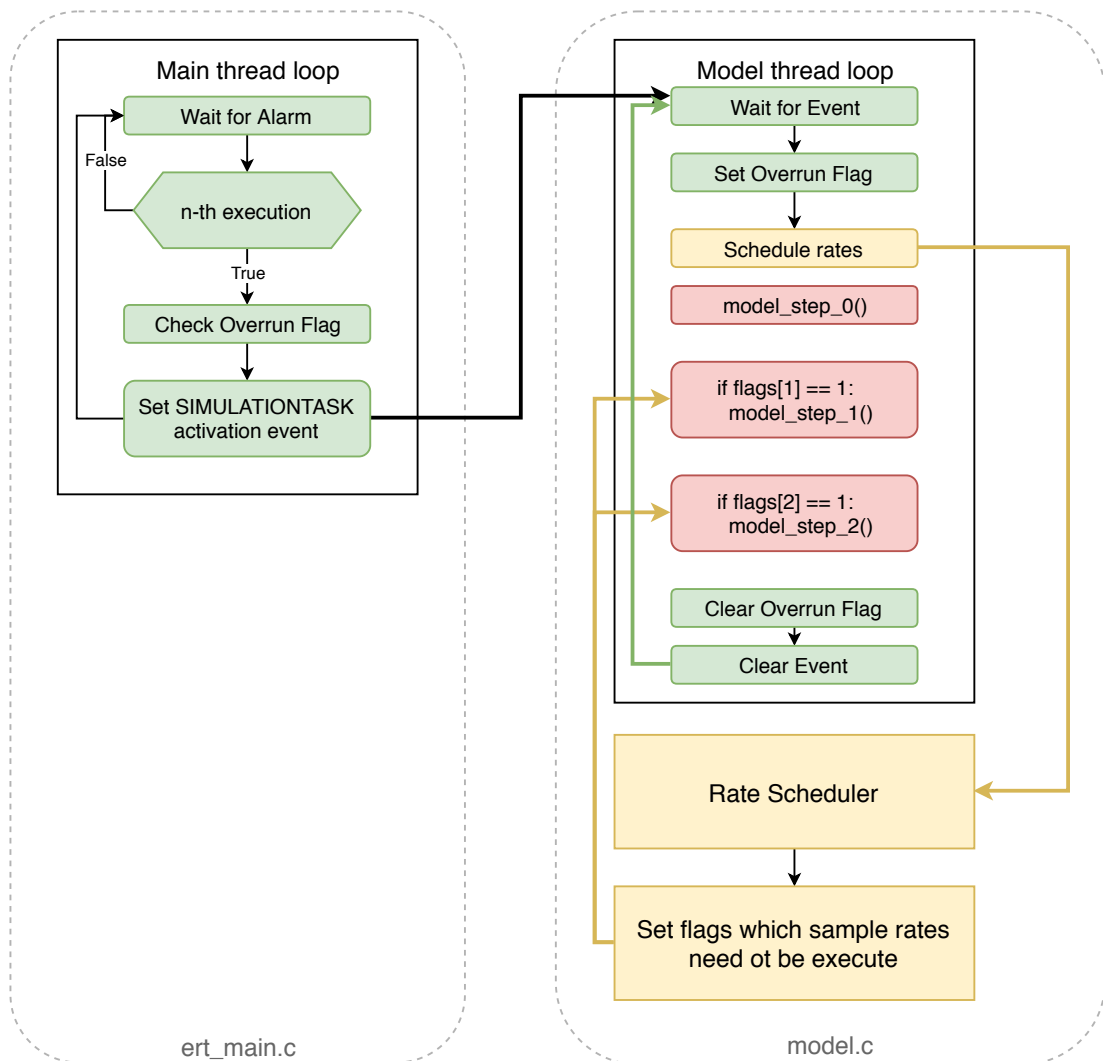 Main thread loop
Wait for Alarm
False
n-th execution
True
Check Overrun Flag
Set SIMULATIONTASK
activation event
ert_main.c
Model thread loop
Wait for Event
Set Overrun Flag
Schedule rates
model_step_0()
if flags[1] == 1:
model_step_1()
if flags[2] == 1:
model_step_2()
Clear Overrun Flag
Clear Event
Rate Scheduler
Set flags which sample rates
need ot be execute
model.c